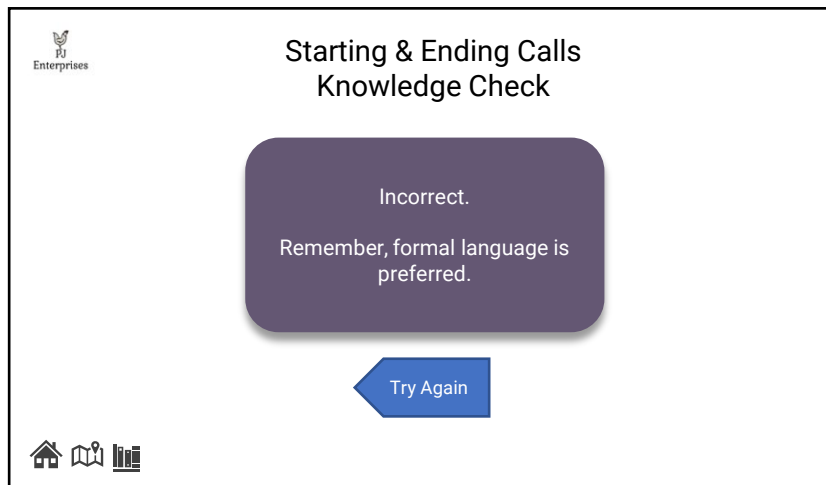 PJ
Enterprises
Starting & Ending Calls
Knowledge Check
Incorrect.
Remember, formal language is
preferred.
Try Again